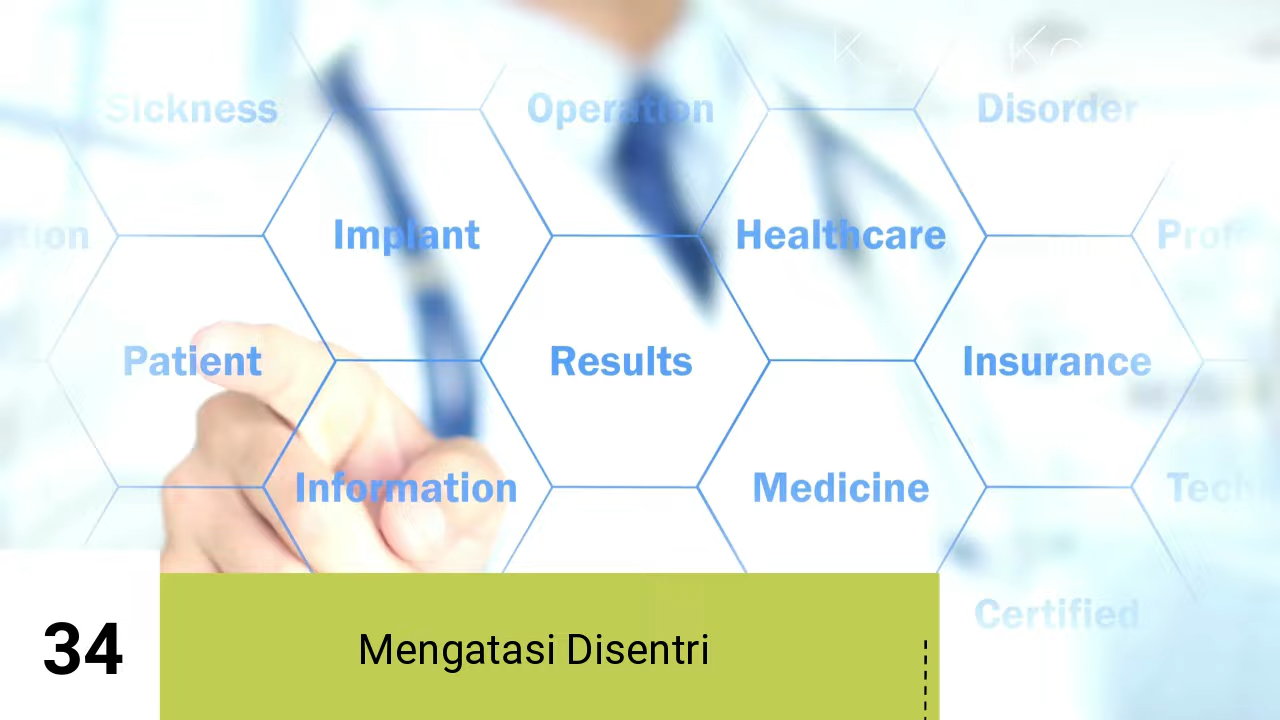 Sickness
Operation
Disorder
Implant
Healthcare
Patient
Results
Insurance
Information
Medicine
Certified
34
Mengatasi Disentri